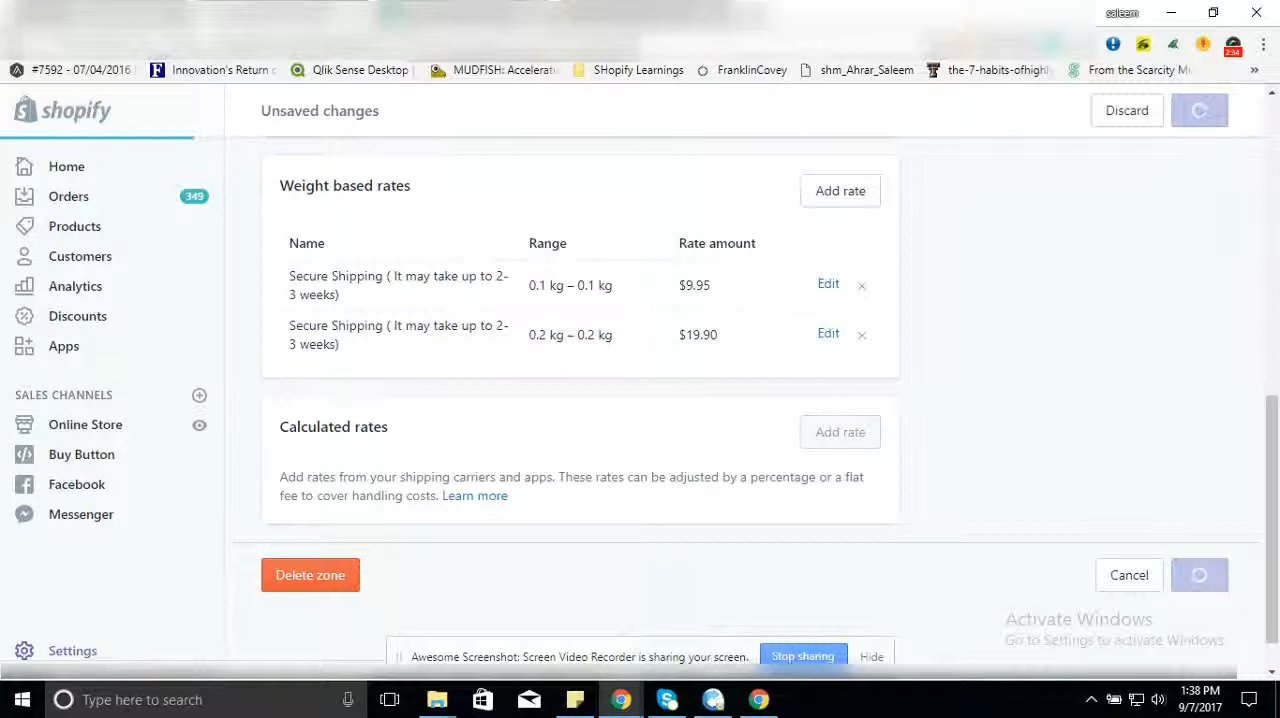 saleem
#7592 - 07/04/2016
Innovation's Return
Qlik Sense Desktop
MUDFISH: Accelerat
SHopify Learnings
FranklinCovey
shm_Ahrar_Saleem
the-7-habits-ofhighly
From the Scarcity M
»
2:34
shopify
Unsaved changes
Discard
Home
Orders
349
Products
Customers
Analytics
Discounts
Apps
SALES CHANNELS
Online Store
Buy Button
Facebook
Messenger
Settings
Weight based rates
Add rate
Name Range Rate amount
Secure Shipping ( It may take up to 2-
3 weeks)
0.1 kg – 0.1 kg
$9.95
Edit
Secure Shipping ( It may take up to 2-
3 weeks)
0.2 kg – 0.2 kg
$19.90
Edit
Calculated rates
Add rate
Add rates from your shipping carriers and apps. These rates can be adjusted by a percentage or a flat
fee to cover handling costs. Learn more
Delete zone
Cancel
Activate Windows
Go to Settings to activate Windows
Awesome Screenshot: Screen Video Recorder is sharing your screen.
Stop sharing
Hide
Type here to search
1:38 PM
9/7/2017